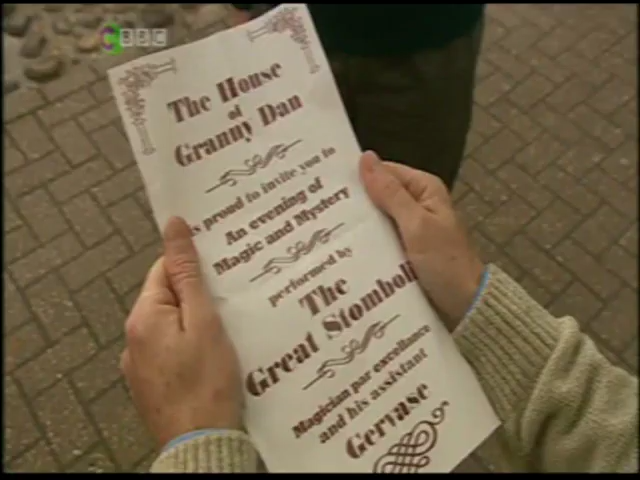 CBBC
The House
of
Granny Dan
is proud to invite you to
An evening of
Magic and Mystery
performed by
The
Great Stomboli
Magician par excellence
and his assistant
Gervase